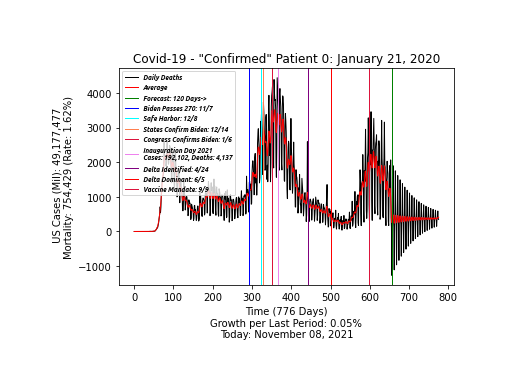 Covid-19 - "Confirmed" Patient 0: January 21, 2020
Daily Deaths
Average
Forecast: 120 Days->
Biden Passes 270: 11/7
Safe Harbor: 12/8
States Confirm Biden: 12/14
Congress Confirms Biden: 1/6
Inauguration Day 2021
Cases: 192,102, Deaths: 4,137
Delta Identified: 4/24
Delta Dominant: 6/5
Vaccine Mandate: 9/9
US Cases (Mil): 49,177,477
Mortality: 754.429 (Rate: 1.62%)
4000
3000
2000
1000
0
−1000
0 100 200 300 400 500 600 700 800
Time (776 Days)
Growth per Last Period: 0.05%
Today: November 08, 2021